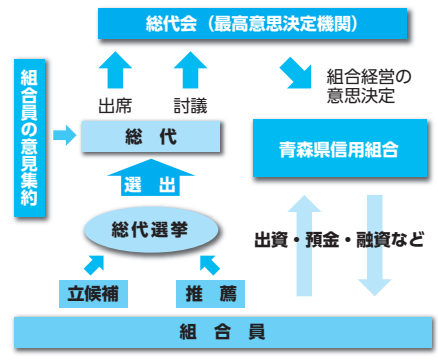 総代会（最高意思決定機関）
組合員の意見集約
出席
討議
組合経営の
意思決定
総代
青森県信用組合
選出
総代選挙
出資・預金・融資など
立候補
推薦
組合員